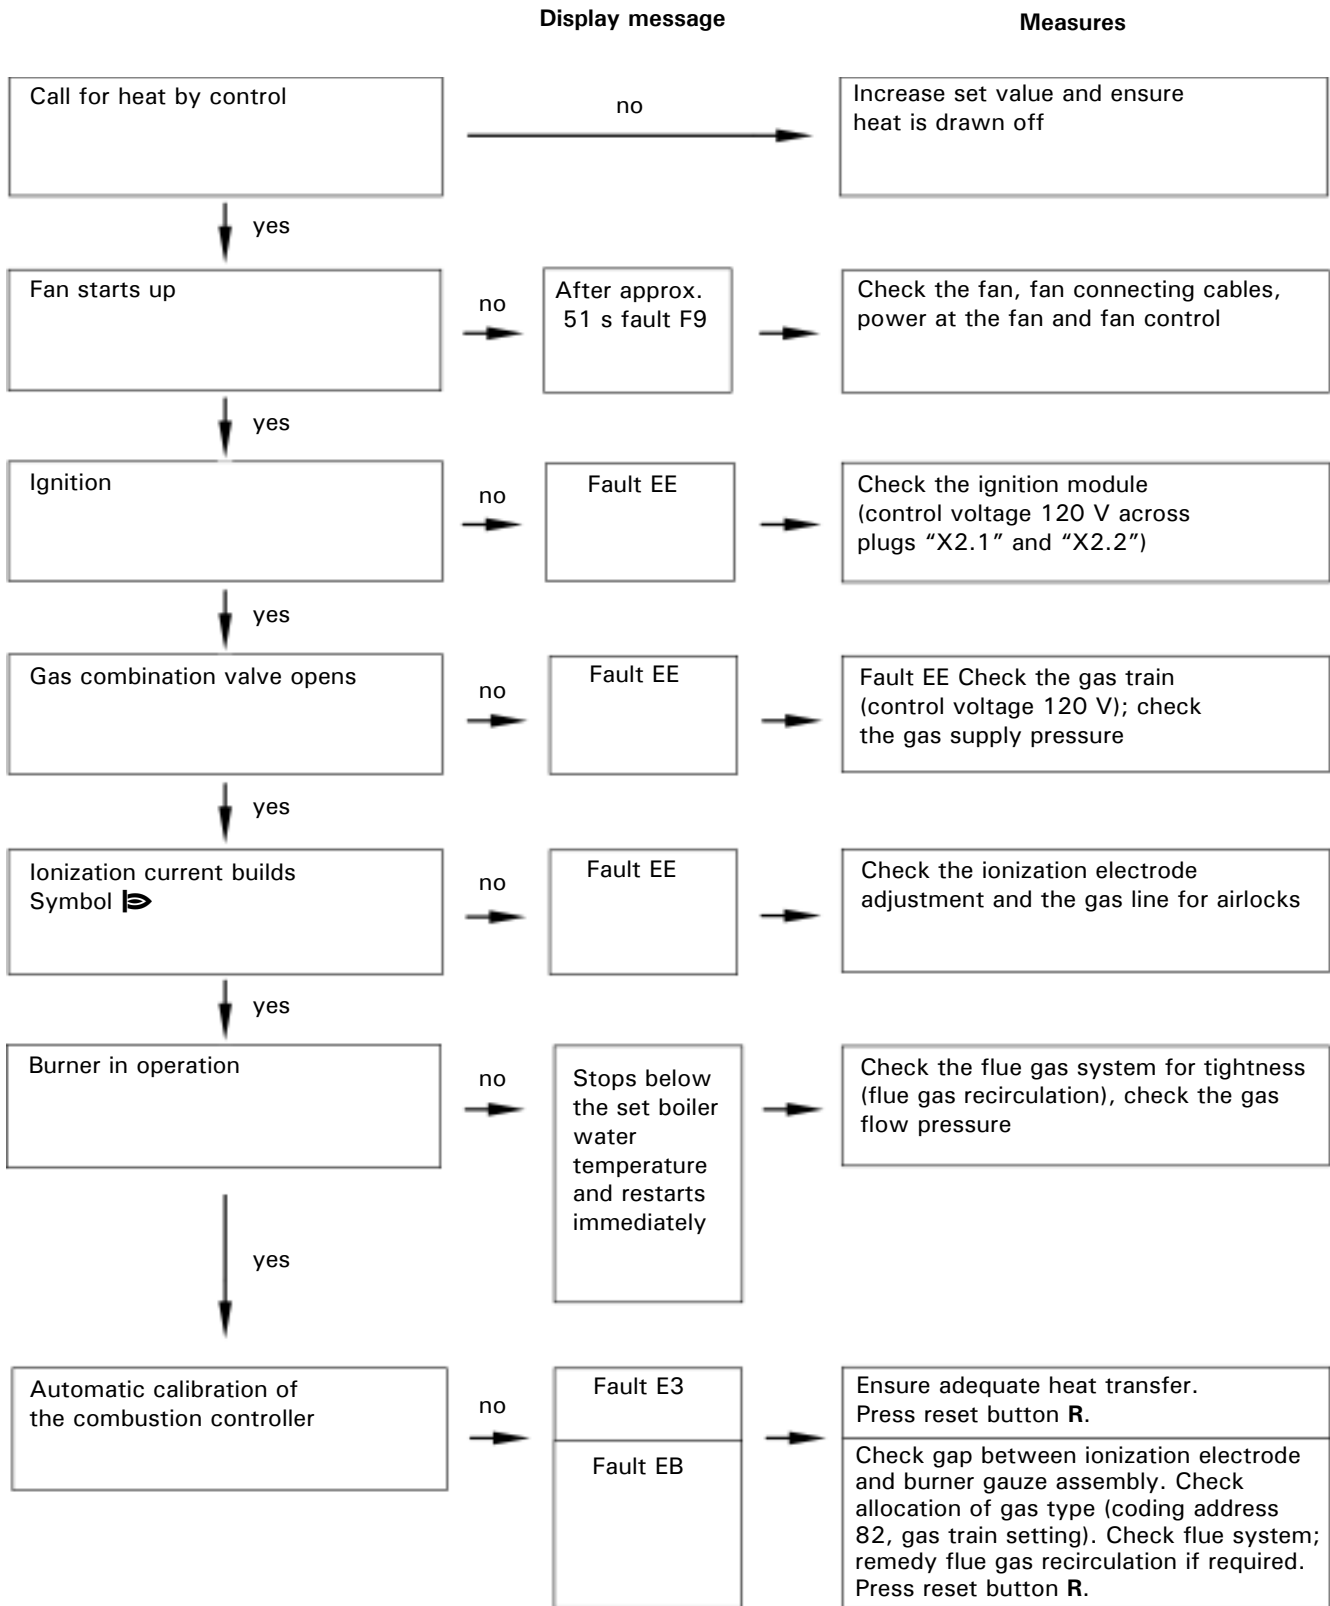 Display message
Measures
Call for heat by control
no
Increase set value and ensure
heat is drawn off
yes
Fan starts up
no
After approx.
51 s fault F9
Check the fan, fan connecting cables,
power at the fan and fan control
yes
Ignition
no
Fault EE
Check the ignition module
(control voltage 120 V across
plugs “X2.1” and “X2.2”)
yes
Gas combination valve opens
no
Fault EE
Fault EE Check the gas train
(control voltage 120 V); check
the gas supply pressure
yes
Ionization current builds
Symbol
no
Fault EE
Check the ionization electrode
adjustment and the gas line for airlocks
yes
Burner in operation
no
Stops below
the set boiler
water
temperature
and restarts
immediately
Check the flue gas system for tightness
(flue gas recirculation), check the gas
flow pressure
yes
Automatic calibration of
the combustion controller
no
Fault E3
Ensure adequate heat transfer.
Press reset button R.
Fault EB
Check gap between ionization electrode
and burner gauze assembly. Check
allocation of gas type (coding address
82, gas train setting). Check flue system;
remedy flue gas recirculation if required.
Press reset button R.